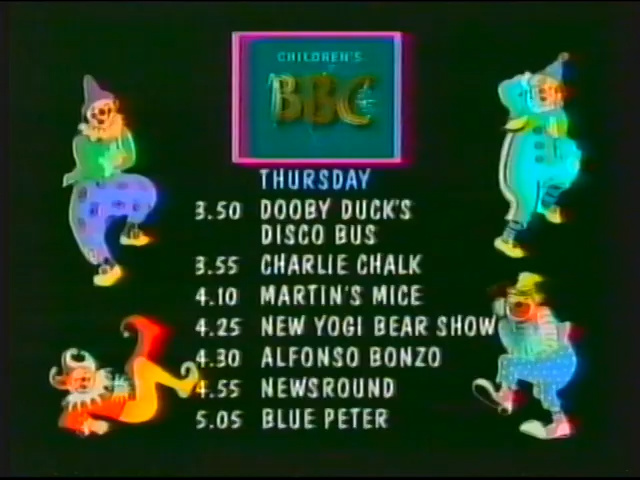 CHILDREN'S
BBC
THURSDAY
3.50 DOOBY DUCK'S
DISCO BUS
3.55 CHARLIE CHALK
4.10 MARTIN'S MICE
4.25 NEW YOGI BEAR SHOW
4.30 ALFONSO BONZO
4.55 NEWSROUND
5.05 BLUE PETER